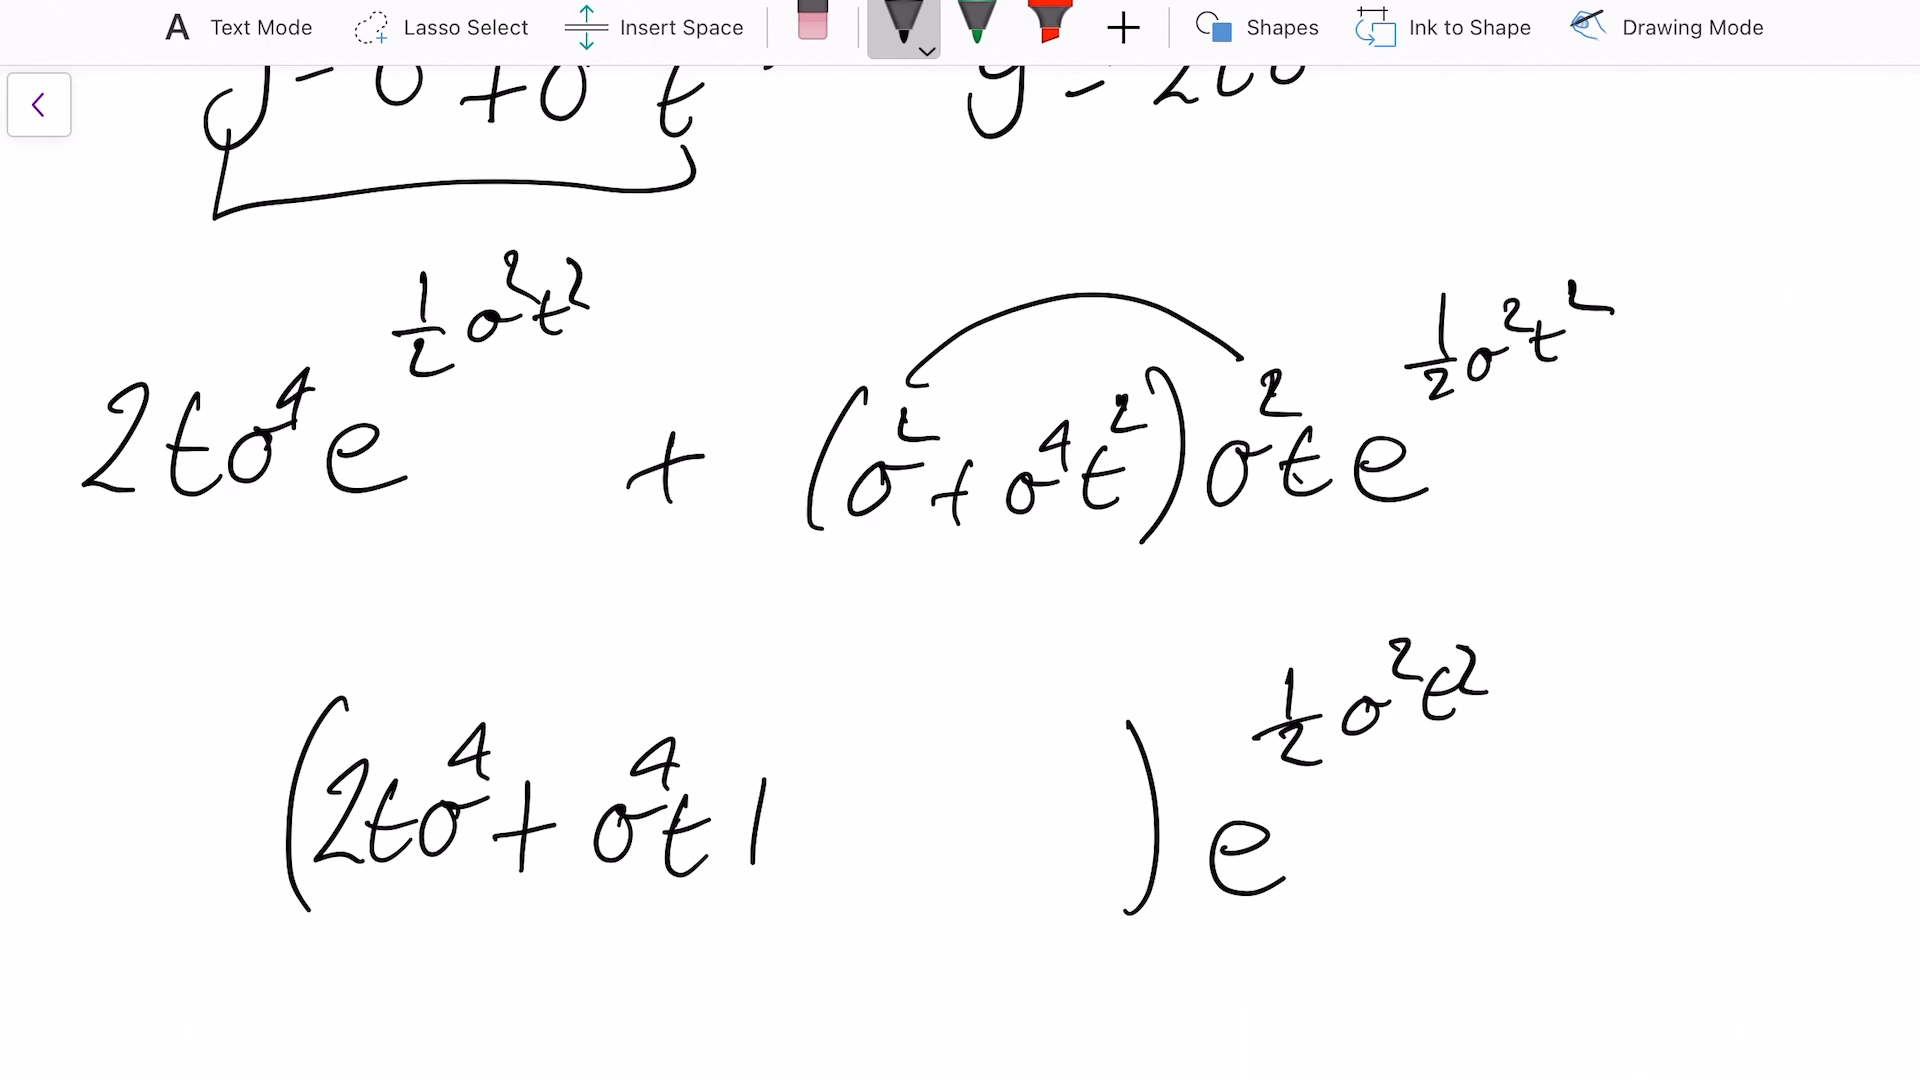 A Text Mode Lasso Select Insert Space Shapes Ink to Shape Drawing Mode
2tσ⁴e^(½σ²t²) + (σ² + σ⁴t²)σ²te^(½σ²t²)
(2tσ⁴ + σ⁴t | )e^(½σ²t²)